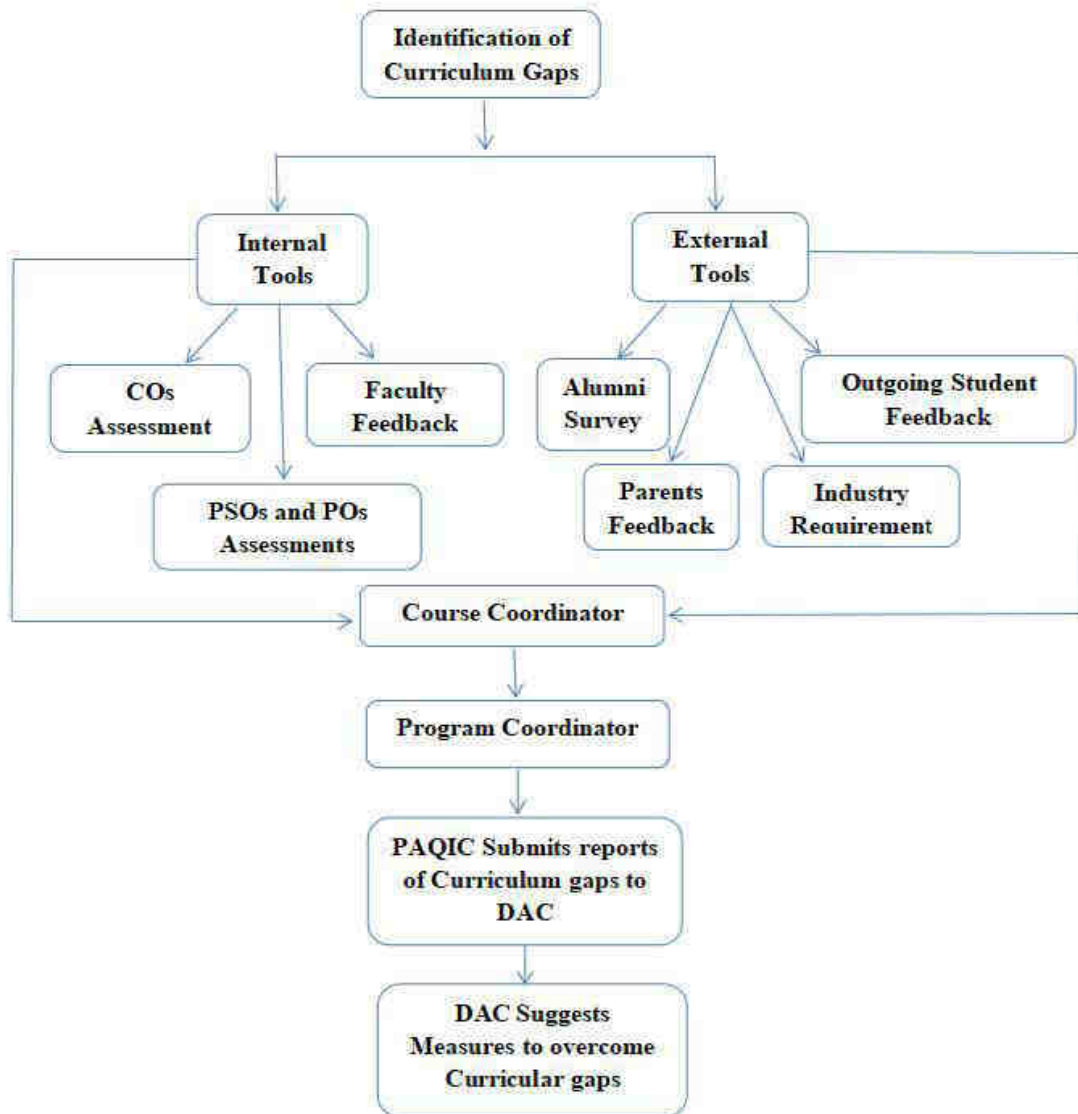 Identification of
Curriculum Gaps
Internal
Tools
External
Tools
COs
Assessment
Faculty
Feedback
Alumni
Survey
Outgoing Student
Feedback
PSOs and POs
Assessments
Parents
Feedback
Industry
Requirement
Course Coordinator
Program Coordinator
PAQIC Submits reports
of Curriculum gaps to
DAC
DAC Suggests
Measures to overcome
Curricular gaps